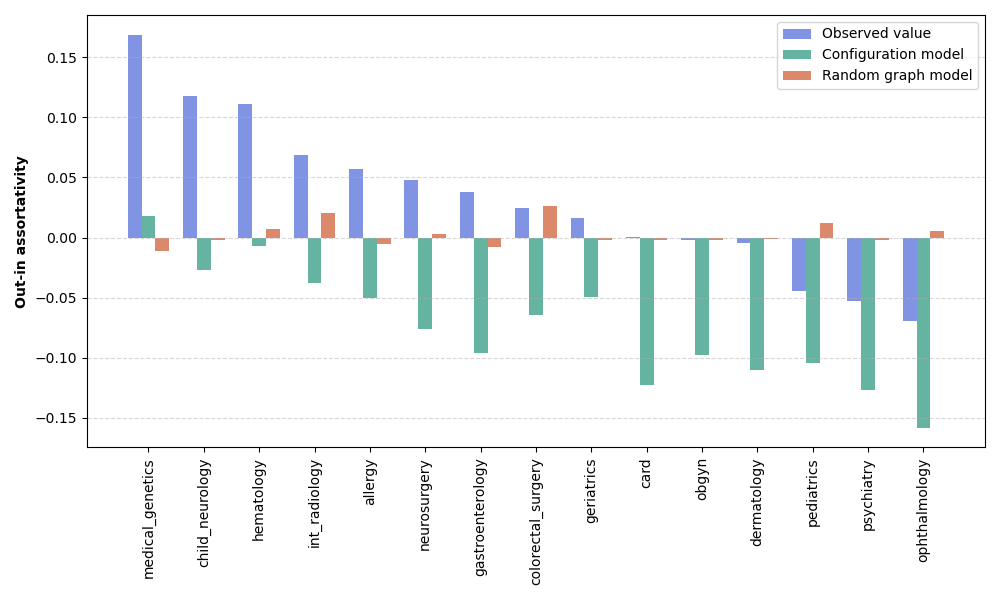 Observed value
Configuration model
Random graph model
Out-in assortativity
0.15
0.10
0.05
0.00
−0.05
−0.10
−0.15
medical_genetics
child_neurology
hematology
int_radiology
allergy
neurosurgery
gastroenterology
colorectal_surgery
geriatrics
card
obgyn
dermatology
pediatrics
psychiatry
ophthalmology